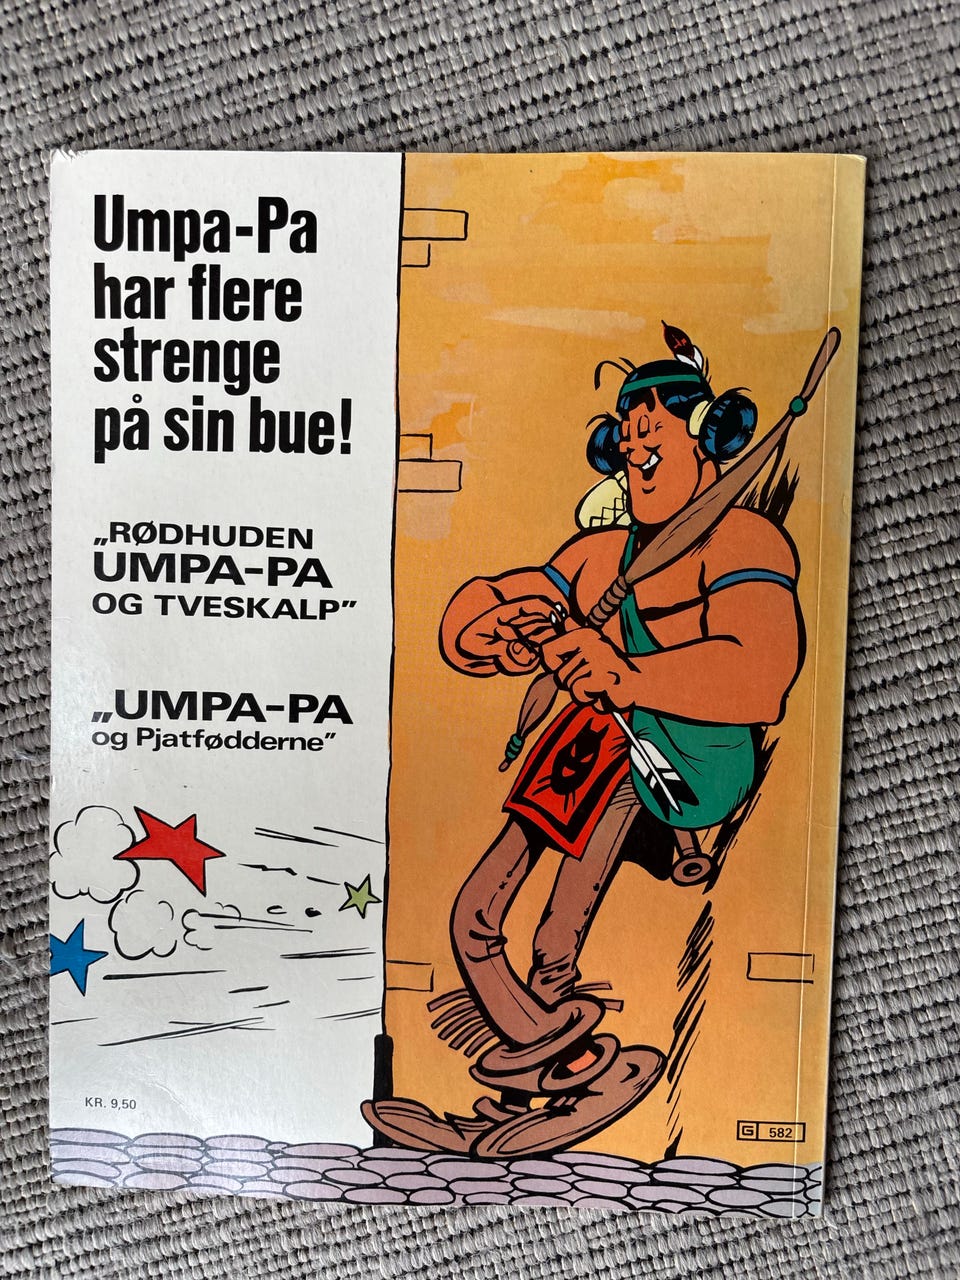 Umpa-Pa
har flere
strenge
på sin bue!
„RØDHUDEN
UMPA-PA
OG TVESKALP”
„UMPA-PA
og Pjatfødderne”
KR. 9,50
G 582